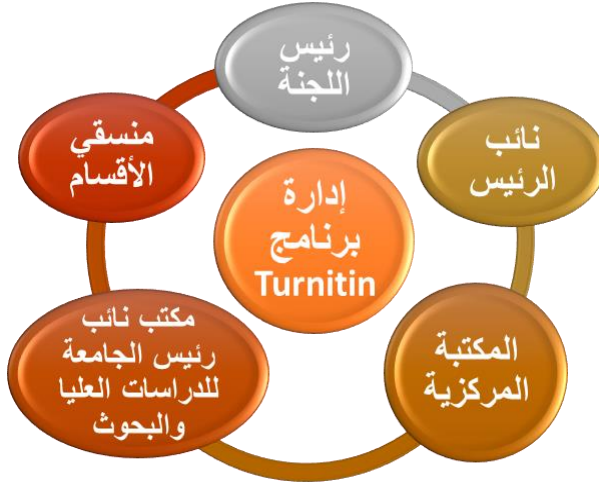 رئيس
اللجنة
نائب
الرئيس
المكتبة
المركزية
مكتب نائب
رئيس الجامعة
للدراسات العليا
والبحوث
منسقي
الأقسام
إدارة
برنامج
Turnitin